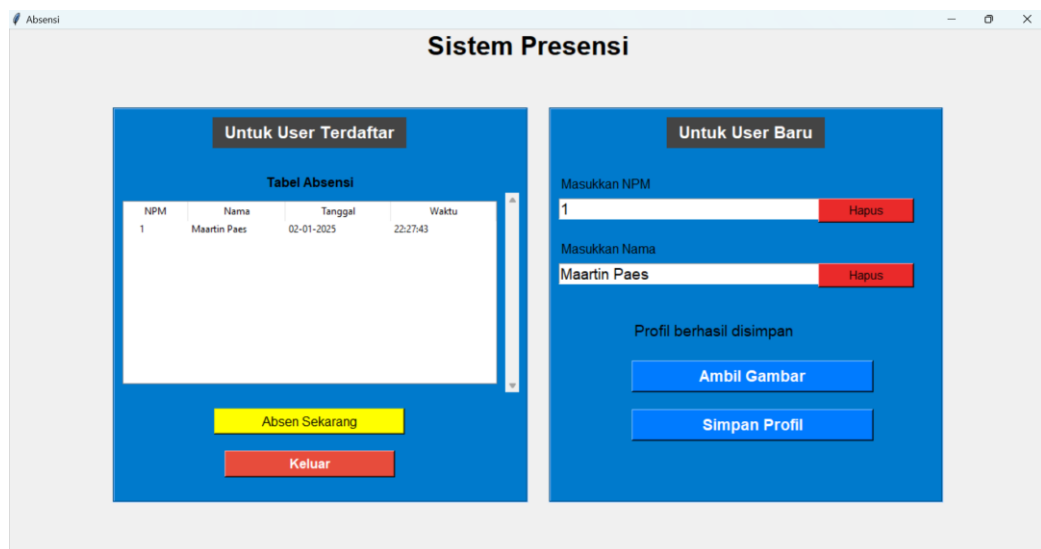 Absensi
Sistem Presensi
Untuk User Terdaftar
Tabel Absensi
NPM Nama Tanggal Waktu
1 Maartin Paes 02-01-2025 22:27:43
Absen Sekarang
Keluar
Untuk User Baru
Masukkan NPM
1 Hapus
Masukkan Nama
Maartin Paes Hapus
Profil berhasil disimpan
Ambil Gambar
Simpan Profil